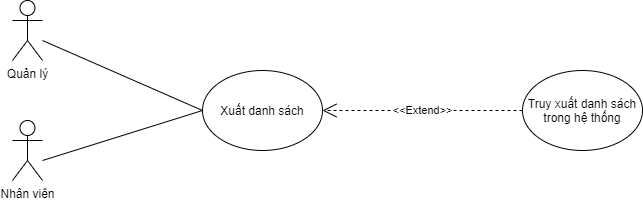 Quản lý
Xuất danh sách
<<Extend>>
Truy xuất danh sách
trong hệ thống
Nhân viên